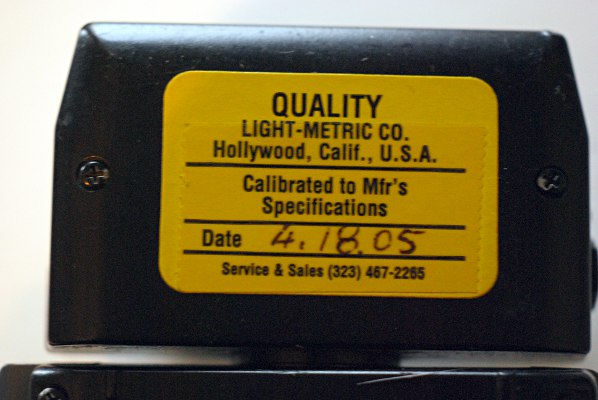 QUALITY
LIGHT-METRIC CO.
Hollywood, Calif., U.S.A.
Calibrated to Mfr's
Specifications
Date 4.18.05
Service & Sales (323) 467-2265